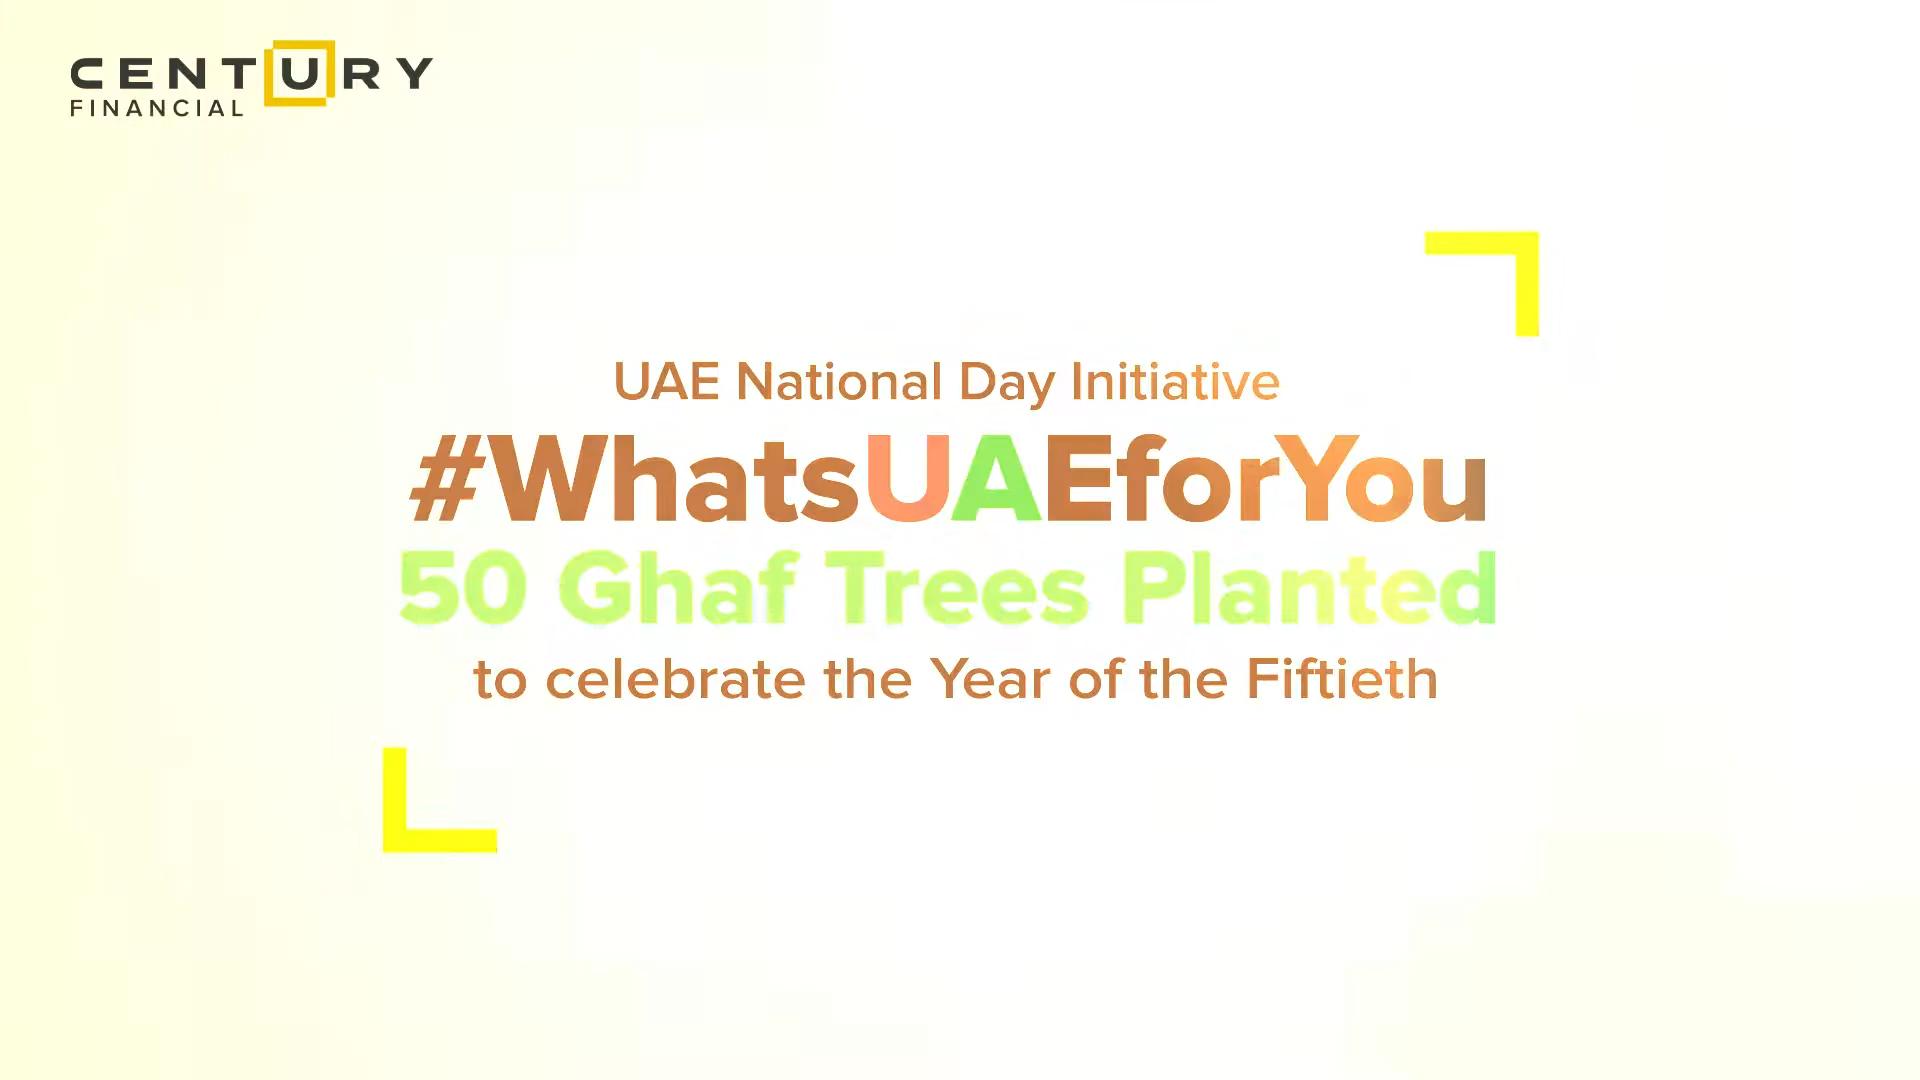 CENTURY
FINANCIAL
UAE National Day Initiative
#WhatsUAEforYou
50 Ghaf Trees Planted
to celebrate the Year of the Fiftieth